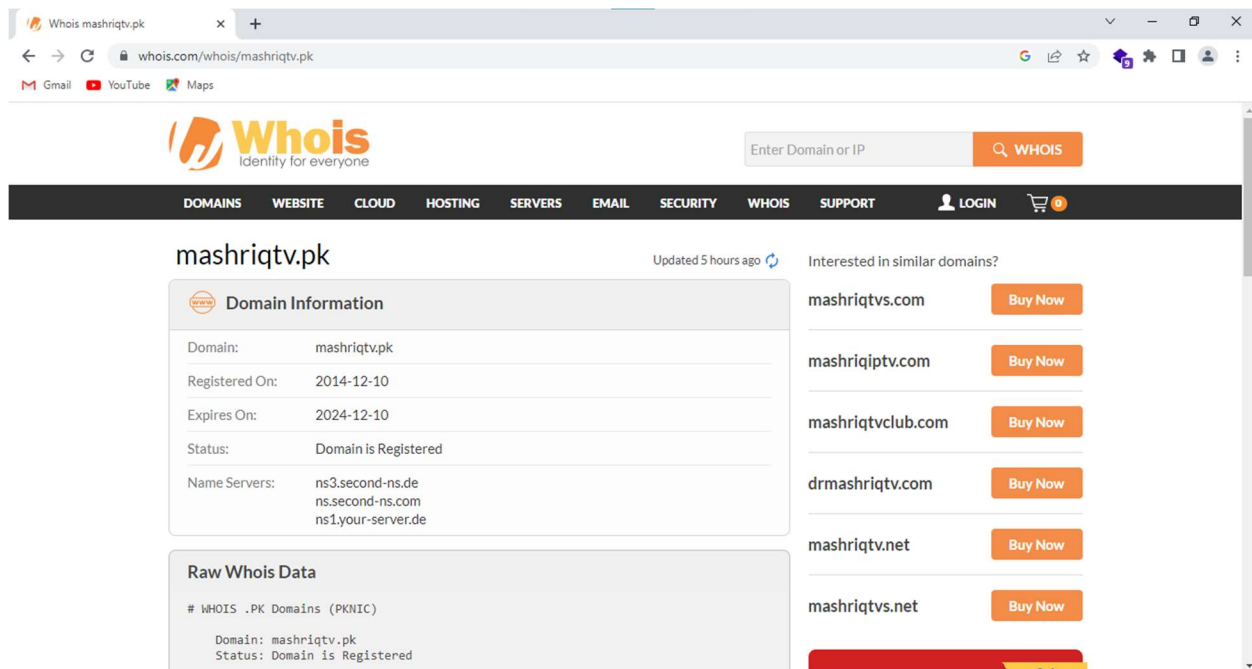 Whois mashriqtv.pk
whois.com/whois/mashriqtv.pk
9
Gmail YouTube Maps
Whois
Identity for everyone
Enter Domain or IP WHOIS
DOMAINS WEBSITE CLOUD HOSTING SERVERS EMAIL SECURITY WHOIS SUPPORT LOGIN 0
mashriqtv.pk
Updated 5 hours ago
www Domain Information
Domain: mashriqtv.pk
Registered On: 2014-12-10
Expires On: 2024-12-10
Status: Domain is Registered
Name Servers: ns3.second-ns.de
ns.second-ns.com
ns1.your-server.de
Raw Whois Data
# WHOIS .PK Domains (PKNIC)
Domain: mashriqtv.pk
Status: Domain is Registered
Interested in similar domains?
mashriqtvs.com Buy Now
mashriqiptv.com Buy Now
mashriqtvclub.com Buy Now
drmashriqtv.com Buy Now
mashriqtv.net Buy Now
mashriqtvs.net Buy Now